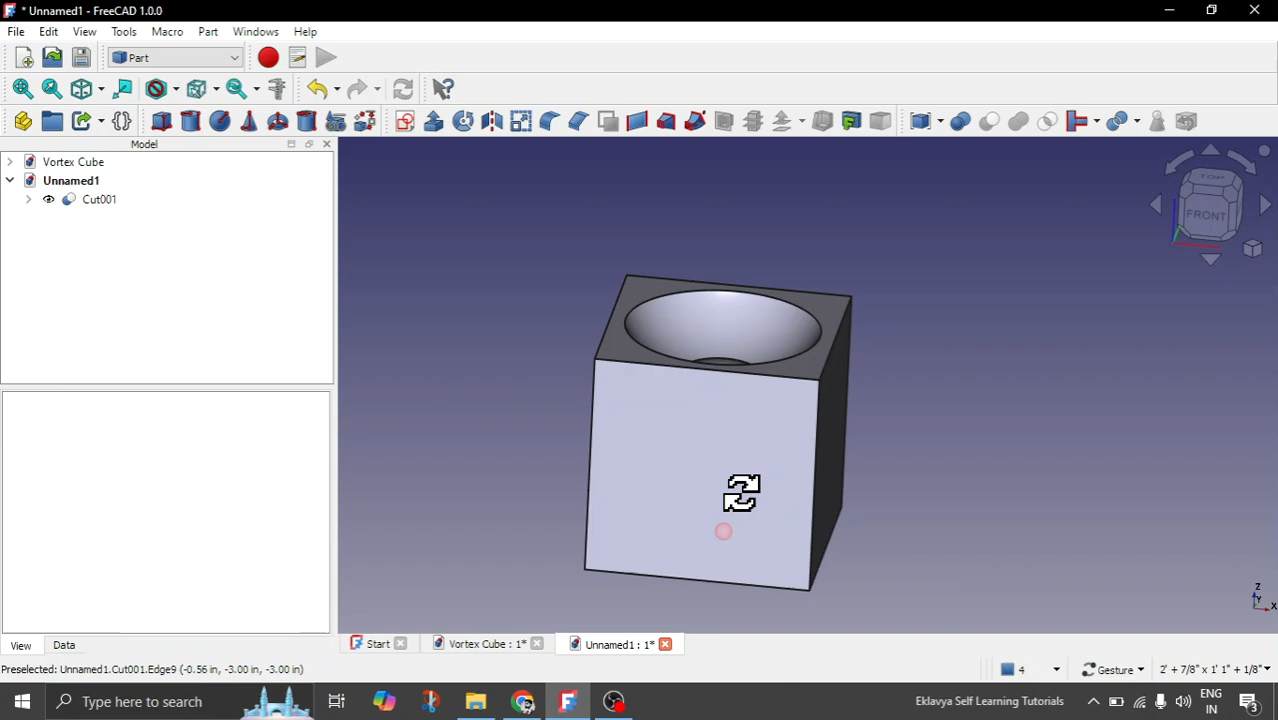 * Unnamed1 - FreeCAD 1.0.0
File Edit View Tools Macro Part Windows Help
Part
Model
Vortex Cube
Unnamed1
Cut001
TOP
FRONT
Z
Y
X
View Data
Start Vortex Cube : 1* Unnamed1 : 1*
Preselected: Unnamed1.Cut001.Edge9 (-0.56 in, -3.00 in, -3.00 in)
4 Gesture 2' + 7/8" x 1' 1" + 1/8"
Type here to search
Eklavya Self Learning Tutorials
ENG
IN
3